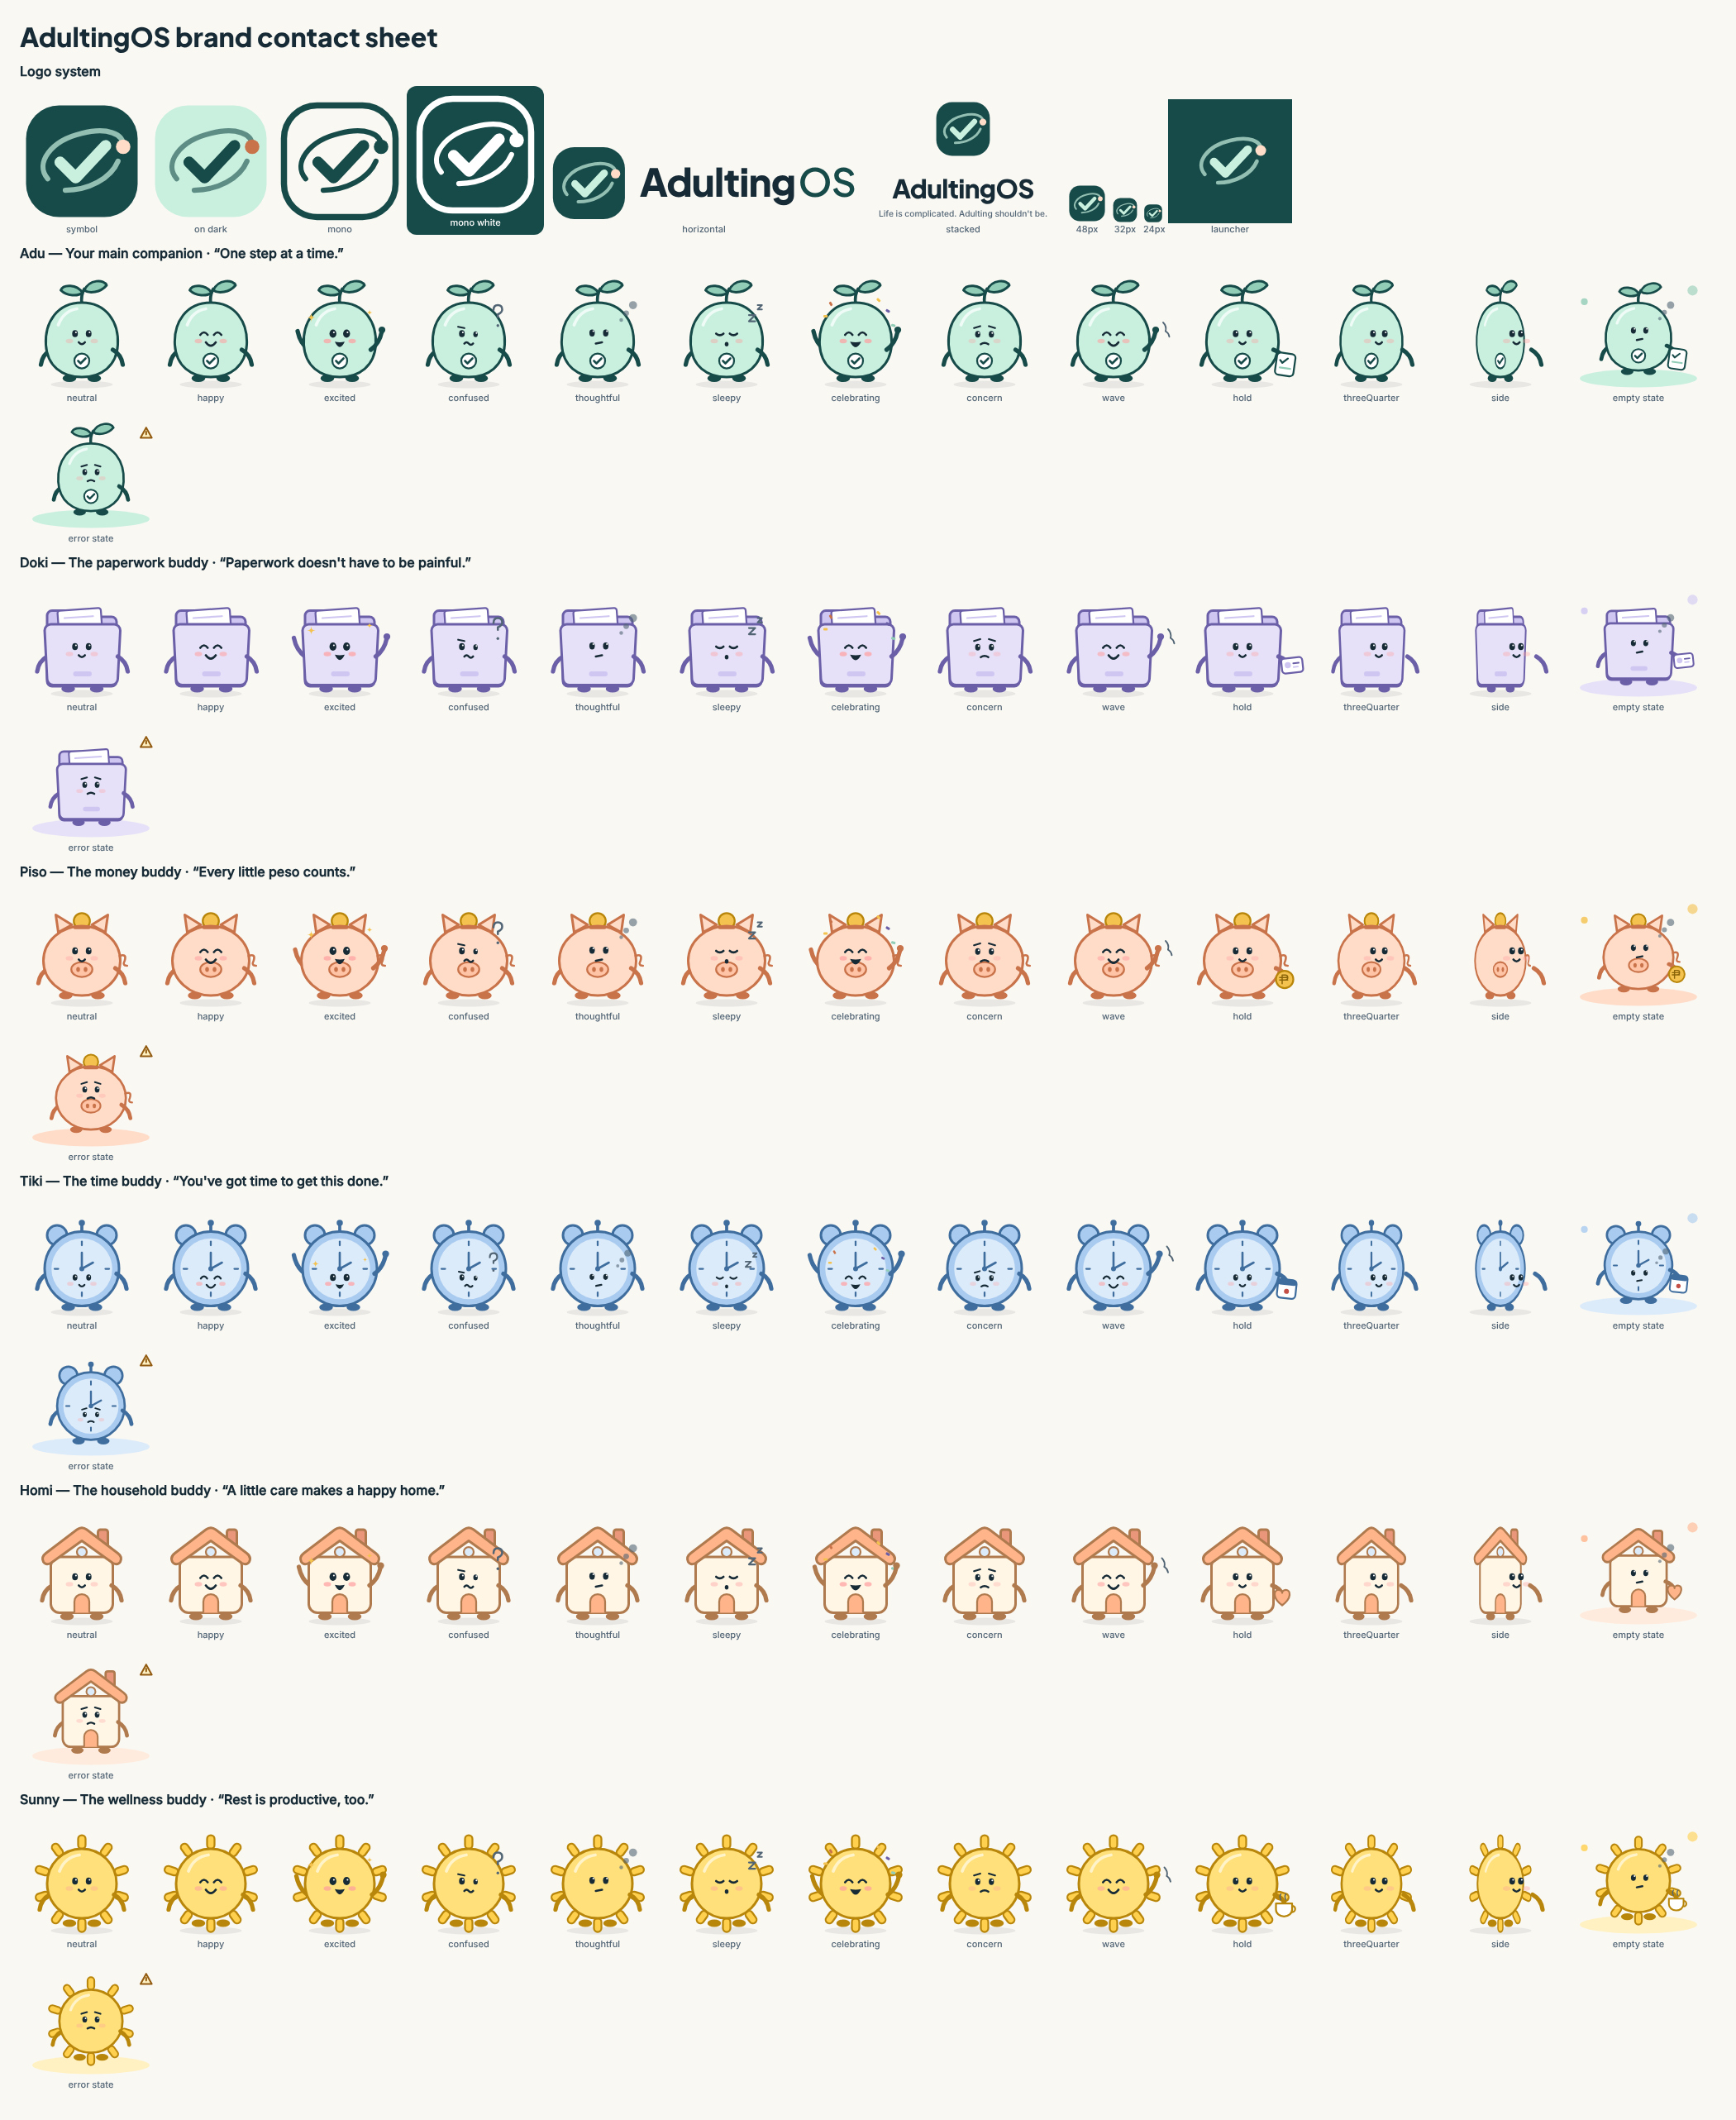 AdultingOS brand contact sheet
Logo system
symbol
on dark
mono
mono white
AdultingOS
horizontal
AdultingOS
Life is complicated. Adulting shouldn't be.
stacked
48px
32px
24px
launcher
Adu — Your main companion · “One step at a time.”
?
z z
neutral happy excited confused thoughtful sleepy celebrating concern wave hold threeQuarter side empty state
error state
Doki — The paperwork buddy · “Paperwork doesn't have to be painful.”
?
z z
neutral happy excited confused thoughtful sleepy celebrating concern wave hold threeQuarter side empty state
error state
Piso — The money buddy · “Every little peso counts.”
?
z z
₱
₱
neutral happy excited confused thoughtful sleepy celebrating concern wave hold threeQuarter side empty state
error state
Tiki — The time buddy · “You've got time to get this done.”
?
z z
neutral happy excited confused thoughtful sleepy celebrating concern wave hold threeQuarter side empty state
error state
Homi — The household buddy · “A little care makes a happy home.”
?
z z
neutral happy excited confused thoughtful sleepy celebrating concern wave hold threeQuarter side empty state
error state
Sunny — The wellness buddy · “Rest is productive, too.”
?
z z
neutral happy excited confused thoughtful sleepy celebrating concern wave hold threeQuarter side empty state
error state